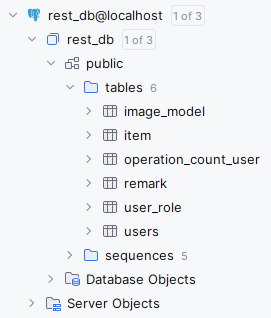 rest_db@localhost 1 of 3
rest_db 1 of 3
public
tables 6
image_model
item
operation_count_user
remark
user_role
users
sequences 5
Database Objects
Server Objects